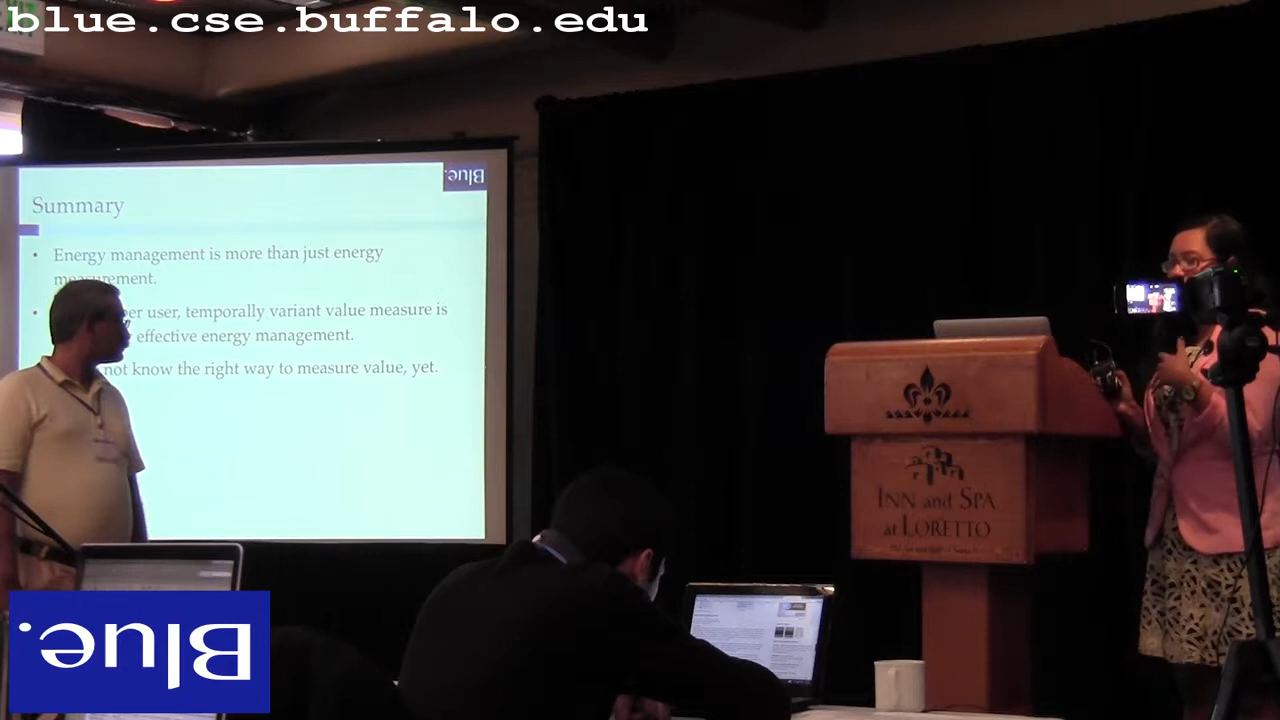 blue.cse.buffalo.edu
Blue.
Summary
• Energy management is more than just energy
measurement.
• per user, temporally variant value measure is
effective energy management.
not know the right way to measure value, yet.
INN and SPA
at LORETTO
Blue.